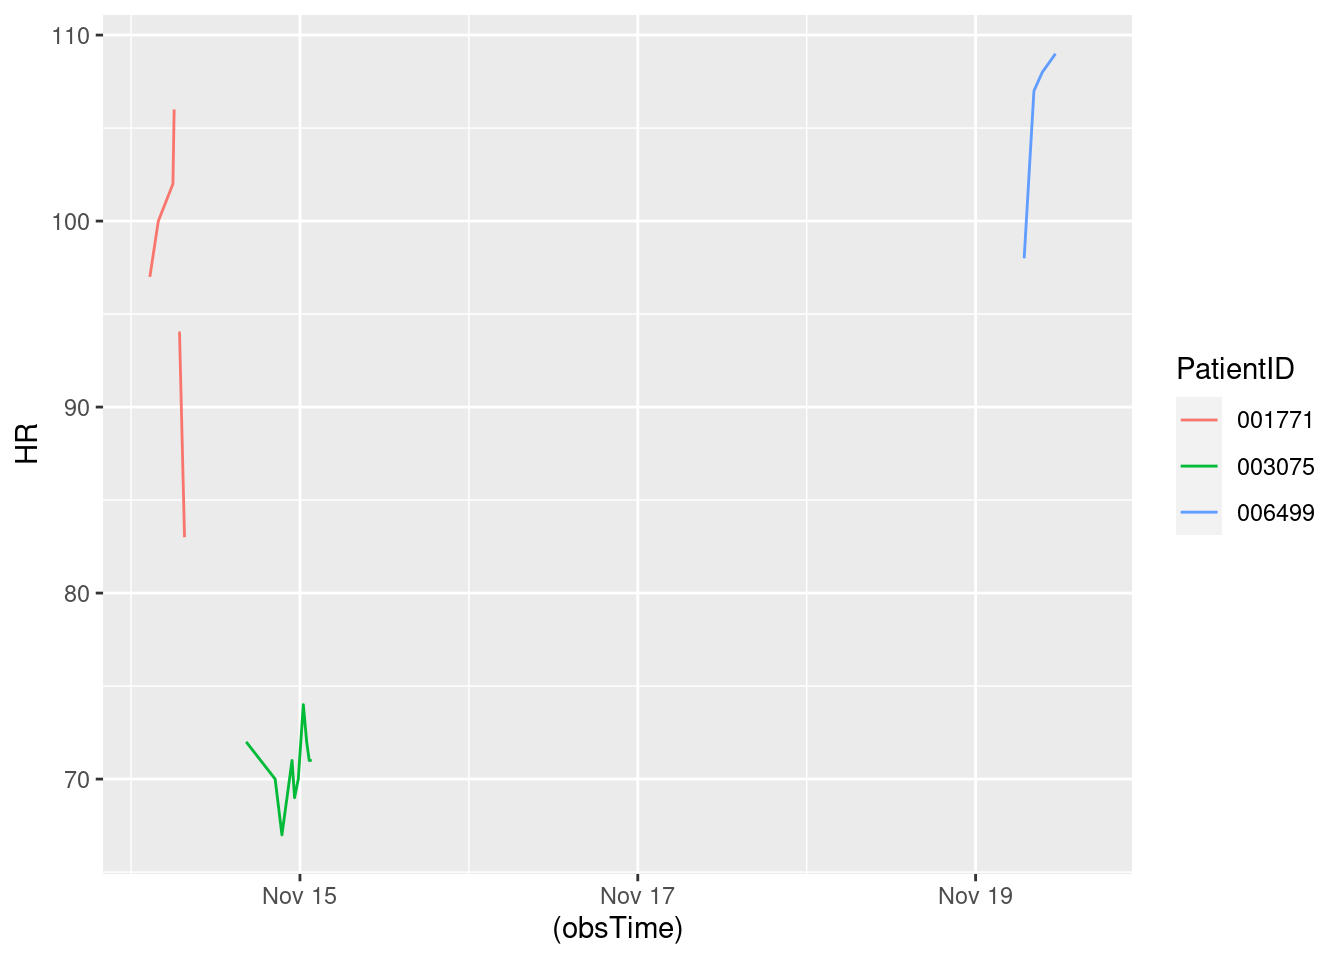 110
100
90
80
70
HR
Nov 15
Nov 17
Nov 19
(obsTime)
PatientID
001771
003075
006499